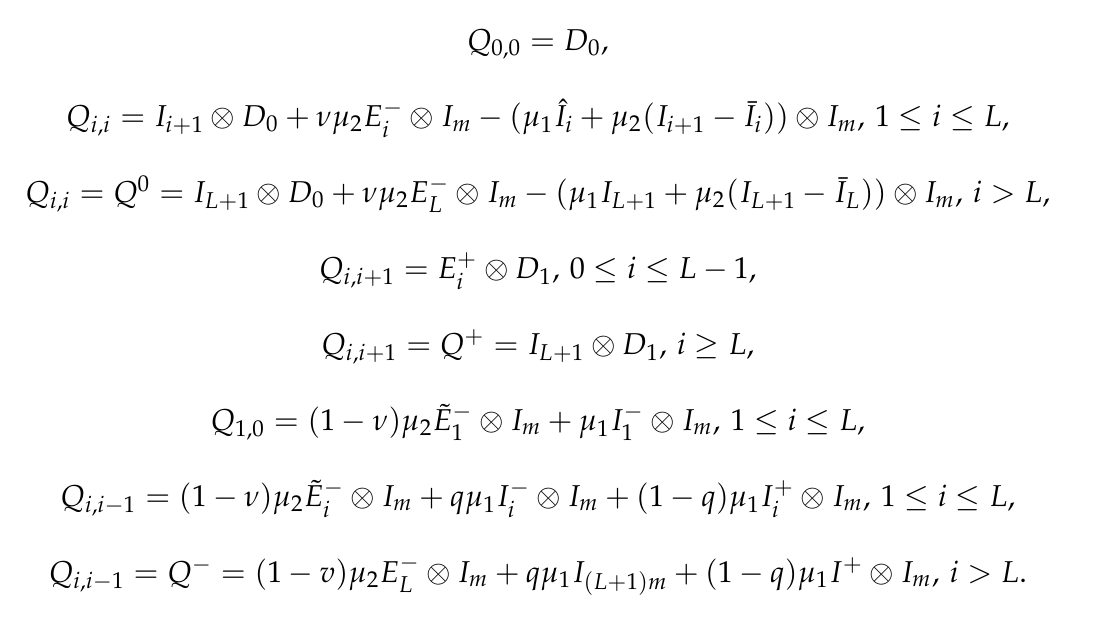 $Q_{0,0} = D_0,$
$Q_{i,i} = I_{i+1} \otimes D_0 + \nu\mu_2 E_i^- \otimes I_m - (\mu_1 \hat{I}_i + \mu_2(I_{i+1} - \bar{I}_i)) \otimes I_m,\ 1 \leq i \leq L,$
$Q_{i,i} = Q^0 = I_{L+1} \otimes D_0 + \nu\mu_2 E_L^- \otimes I_m - (\mu_1 I_{L+1} + \mu_2(I_{L+1} - \bar{I}_L)) \otimes I_m,\ i > L,$
$Q_{i,i+1} = E_i^+ \otimes D_1,\ 0 \leq i \leq L - 1,$
$Q_{i,i+1} = Q^+ = I_{L+1} \otimes D_1,\ i \geq L,$
$Q_{1,0} = (1 - \nu)\mu_2 \tilde{E}_1^- \otimes I_m + \mu_1 I_1^- \otimes I_m,\ 1 \leq i \leq L,$
$Q_{i,i-1} = (1 - \nu)\mu_2 \tilde{E}_i^- \otimes I_m + q\mu_1 I_i^- \otimes I_m + (1 - q)\mu_1 I_i^+ \otimes I_m,\ 1 \leq i \leq L,$
$Q_{i,i-1} = Q^- = (1 - v)\mu_2 E_L^- \otimes I_m + q\mu_1 I_{(L+1)m} + (1 - q)\mu_1 I^+ \otimes I_m,\ i > L.$